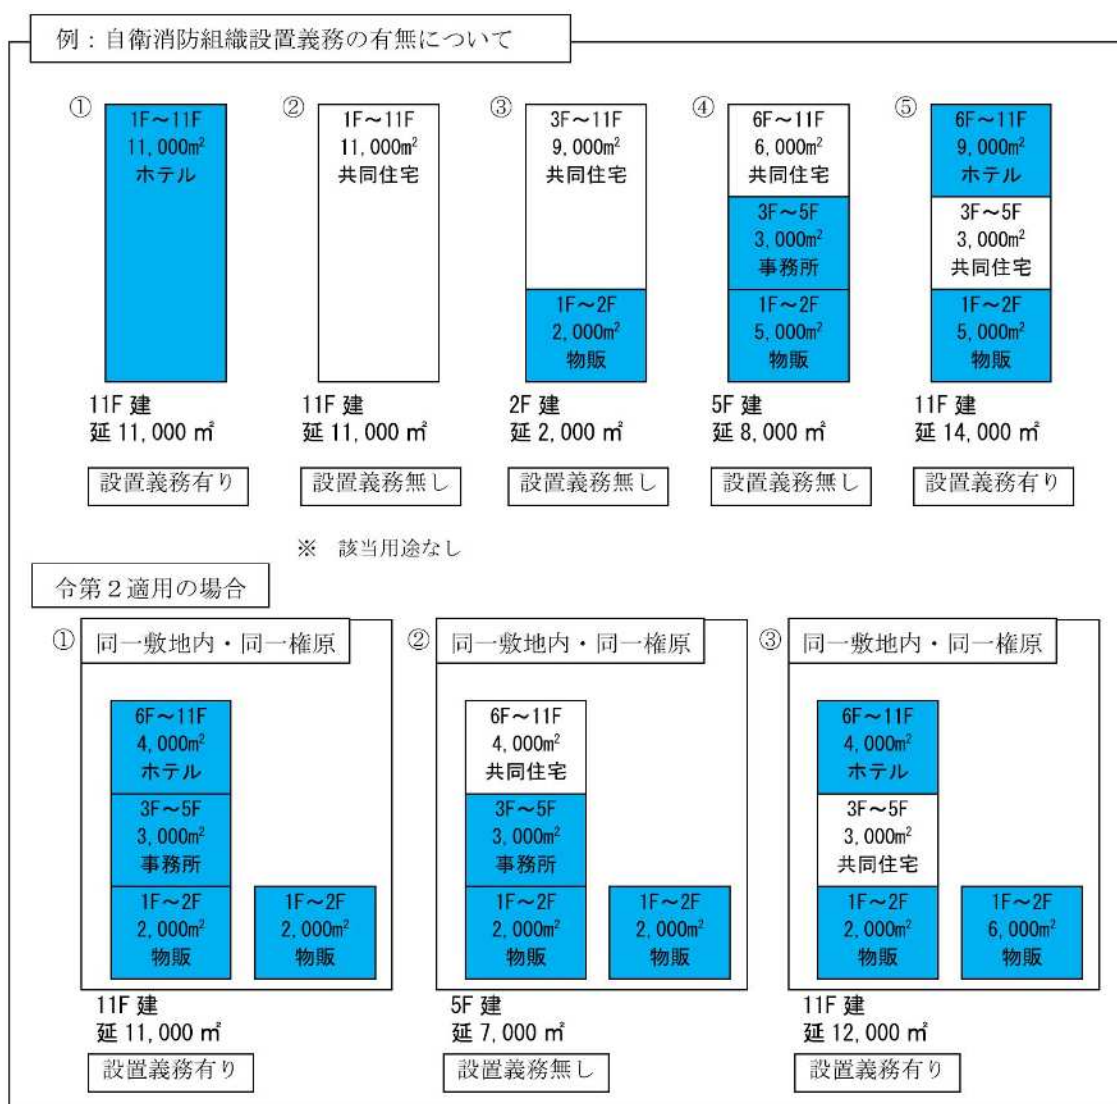 例：自衛消防組織設置義務の有無について
①
1F～11F
11,000m²
ホテル
11F 建
延 11,000 ㎡
設置義務有り
②
1F～11F
11,000m²
共同住宅
11F 建
延 11,000 ㎡
設置義務無し
※　該当用途なし
③
3F～11F
9,000m²
共同住宅
1F～2F
2,000m²
物販
2F 建
延 2,000 ㎡
設置義務無し
④
6F～11F
6,000m²
共同住宅
3F～5F
3,000m²
事務所
1F～2F
5,000m²
物販
5F 建
延 8,000 ㎡
設置義務無し
⑤
6F～11F
9,000m²
ホテル
3F～5F
3,000m²
共同住宅
1F～2F
5,000m²
物販
11F 建
延 14,000 ㎡
設置義務有り
令第２適用の場合
①
同一敷地内・同一権原
6F～11F
4,000m²
ホテル
3F～5F
3,000m²
事務所
1F～2F
2,000m²
物販
1F～2F
2,000m²
物販
11F 建
延 11,000 ㎡
設置義務有り
②
同一敷地内・同一権原
6F～11F
4,000m²
共同住宅
3F～5F
3,000m²
事務所
1F～2F
2,000m²
物販
1F～2F
2,000m²
物販
5F 建
延 7,000 ㎡
設置義務無し
③
同一敷地内・同一権原
6F～11F
4,000m²
ホテル
3F～5F
3,000m²
共同住宅
1F～2F
2,000m²
物販
1F～2F
6,000m²
物販
11F 建
延 12,000 ㎡
設置義務有り